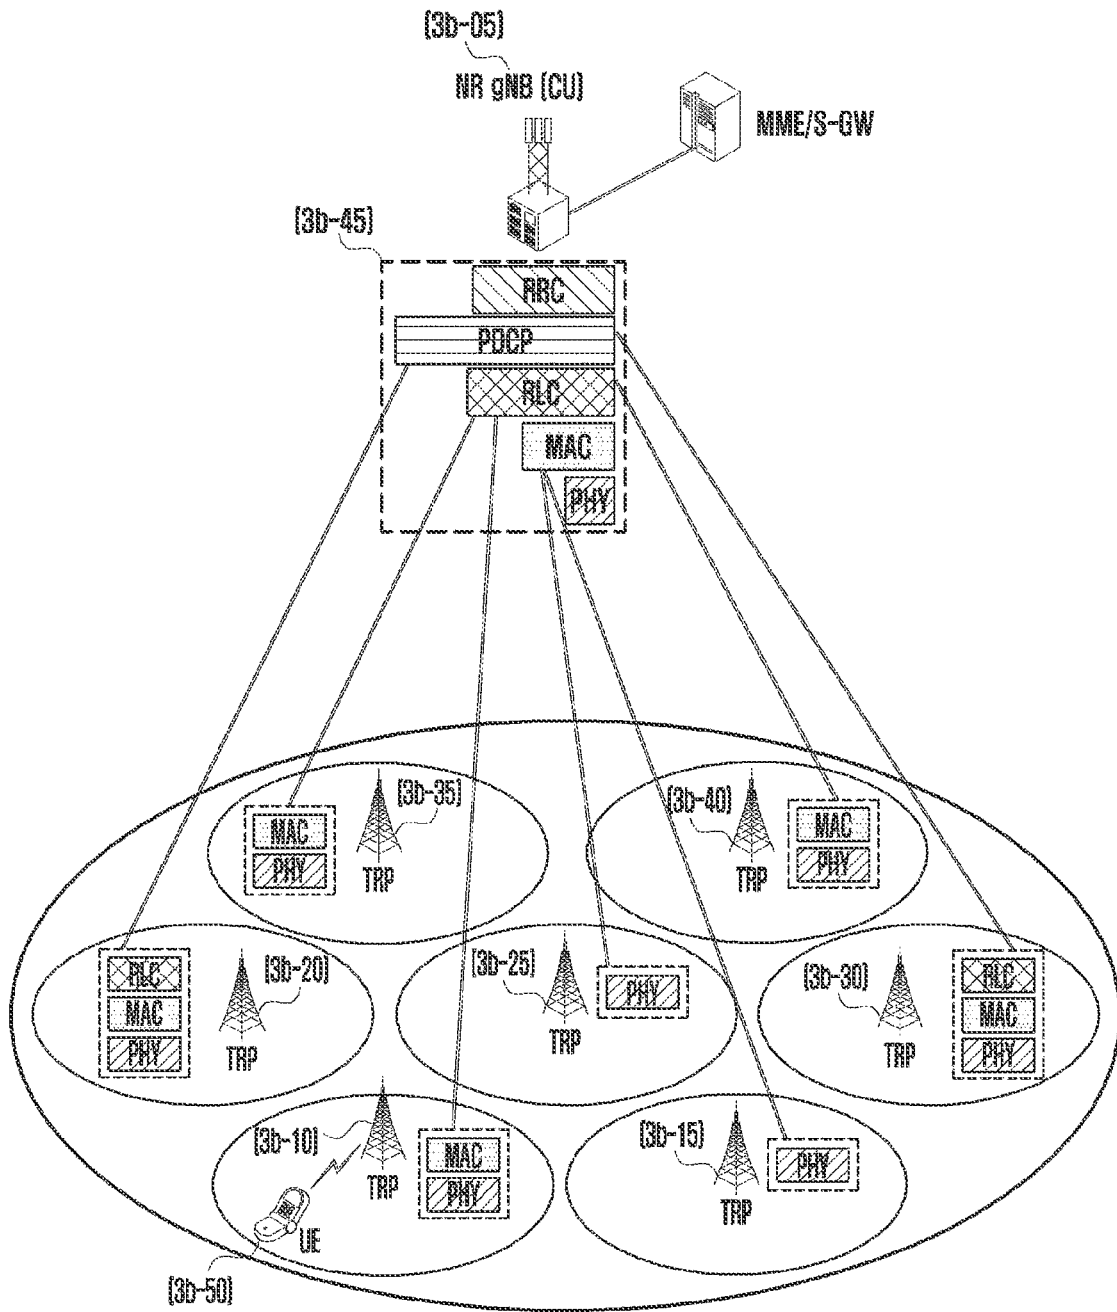 [3b-05]
NR gNB (CU)
MME/S-GW
[3b-45]
RRC
PDCP
RLC
MAC
PHY
[3b-35]
MAC
PHY
TRP
[3b-40]
MAC
PHY
TRP
[3b-20]
RLC
MAC
PHY
TRP
[3b-25]
PHY
TRP
[3b-30]
RLC
MAC
PHY
TRP
[3b-10]
MAC
PHY
TRP
UE
[3b-50]
[3b-15]
PHY
TRP